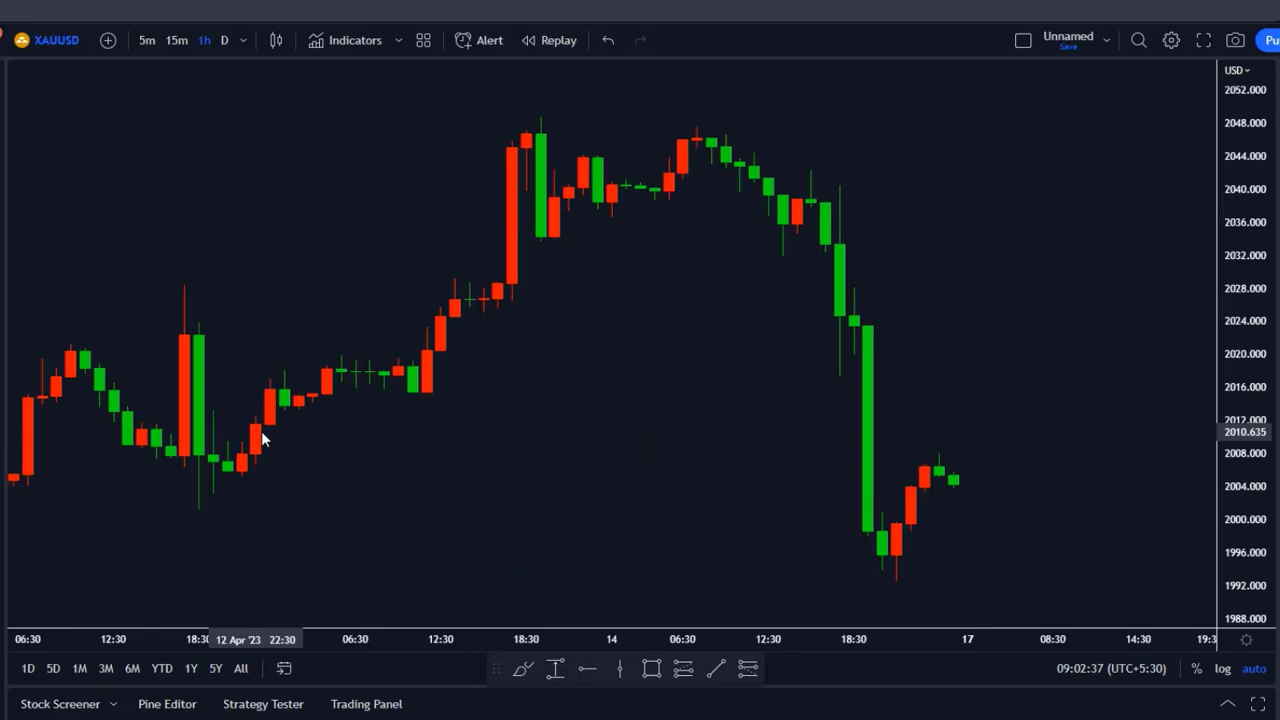 XAUUSD 5m 15m 1h D Indicators Alert Replay Unnamed
Save
Pu
USD
2052.000
2048.000
2044.000
2040.000
2036.000
2032.000
2028.000
2024.000
2020.000
2016.000
2012.000
2010.635
2008.000
2004.000
2000.000
1996.000
1992.000
1988.000
06:30 12:30 18:30 12 Apr '23 22:30 06:30 12:30 18:30 14 06:30 12:30 18:30 17 08:30 14:30 19:3
1D 5D 1M 3M 6M YTD 1Y 5Y All 09:02:37 (UTC+5:30) % log auto
Stock Screener Pine Editor Strategy Tester Trading Panel